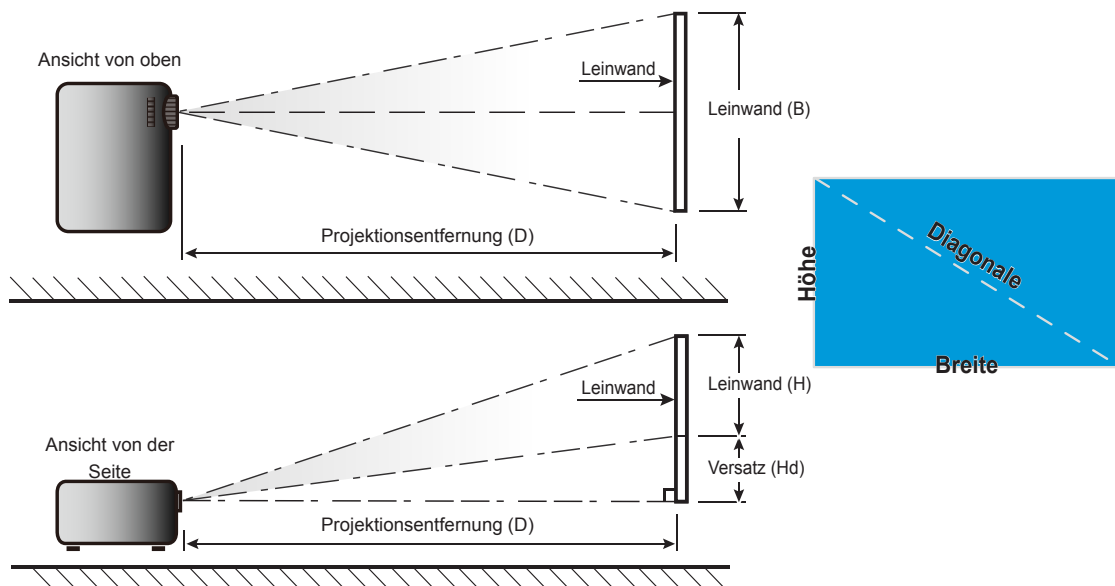 Ansicht von oben
Leinwand
Leinwand (B)
Projektionsentfernung (D)
Höhe
Diagonale
Breite
Leinwand (H)
Leinwand
Ansicht von der
Seite
Versatz (Hd)
Projektionsentfernung (D)